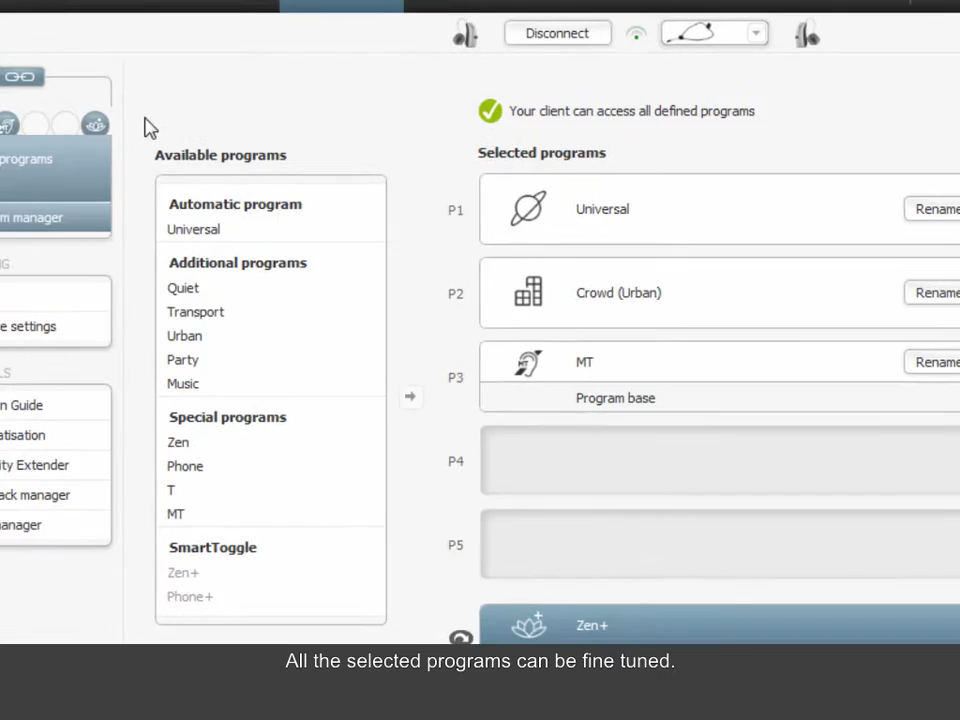 Disconnect
Your client can access all defined programs
programs
m manager
G
e settings
LS
n Guide
atisation
ity Extender
ack manager
manager
Available programs
Automatic program
Universal
Additional programs
Quiet
Transport
Urban
Party
Music
Special programs
Zen
Phone
T
MT
SmartToggle
Zen+
Phone+
Selected programs
P1 Universal Rename
P2 Crowd (Urban) Rename
P3 MT Rename
Program base
P4
P5
Zen+
All the selected programs can be fine tuned.